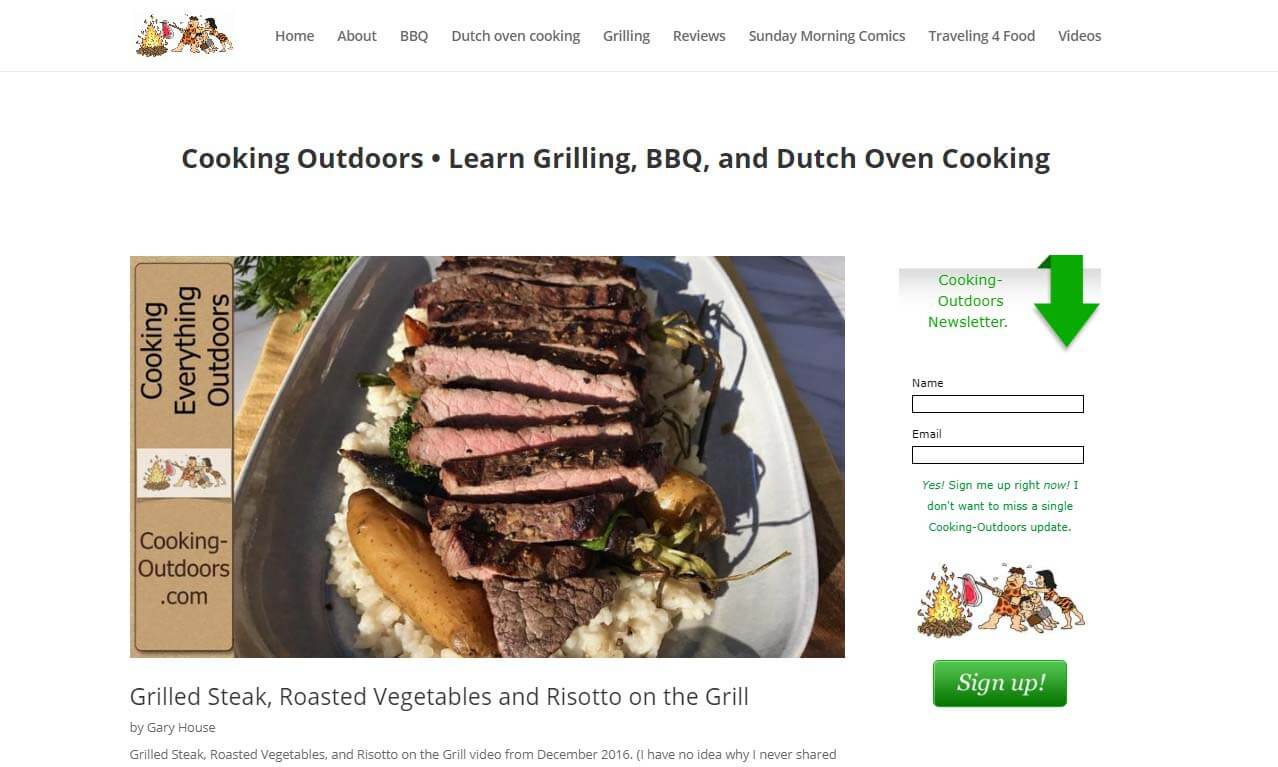 Home About BBQ Dutch oven cooking Grilling Reviews Sunday Morning Comics Traveling 4 Food Videos
Cooking Outdoors • Learn Grilling, BBQ, and Dutch Oven Cooking
Cooking
Everything
Outdoors
Cooking-
Outdoors
.com
Grilled Steak, Roasted Vegetables and Risotto on the Grill
by Gary House
Grilled Steak, Roasted Vegetables, and Risotto on the Grill video from December 2016. (I have no idea why I never shared
Cooking-
Outdoors
Newsletter.
Name
Email
Yes! Sign me up right now! I
don't want to miss a single
Cooking-Outdoors update.
Sign up!